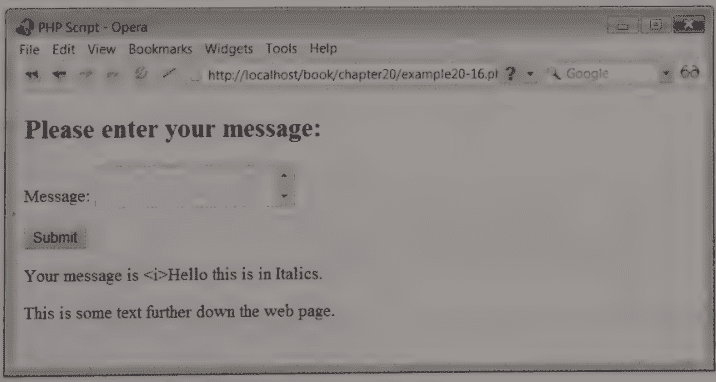 PHP Script - Opera
File Edit View Bookmarks Widgets Tools Help
http://localhost/book/chapter20/example20-16.pl ? Google
Please enter your message:
Message:
Submit
Your message is <i>Hello this is in Italics.
This is some text further down the web page.